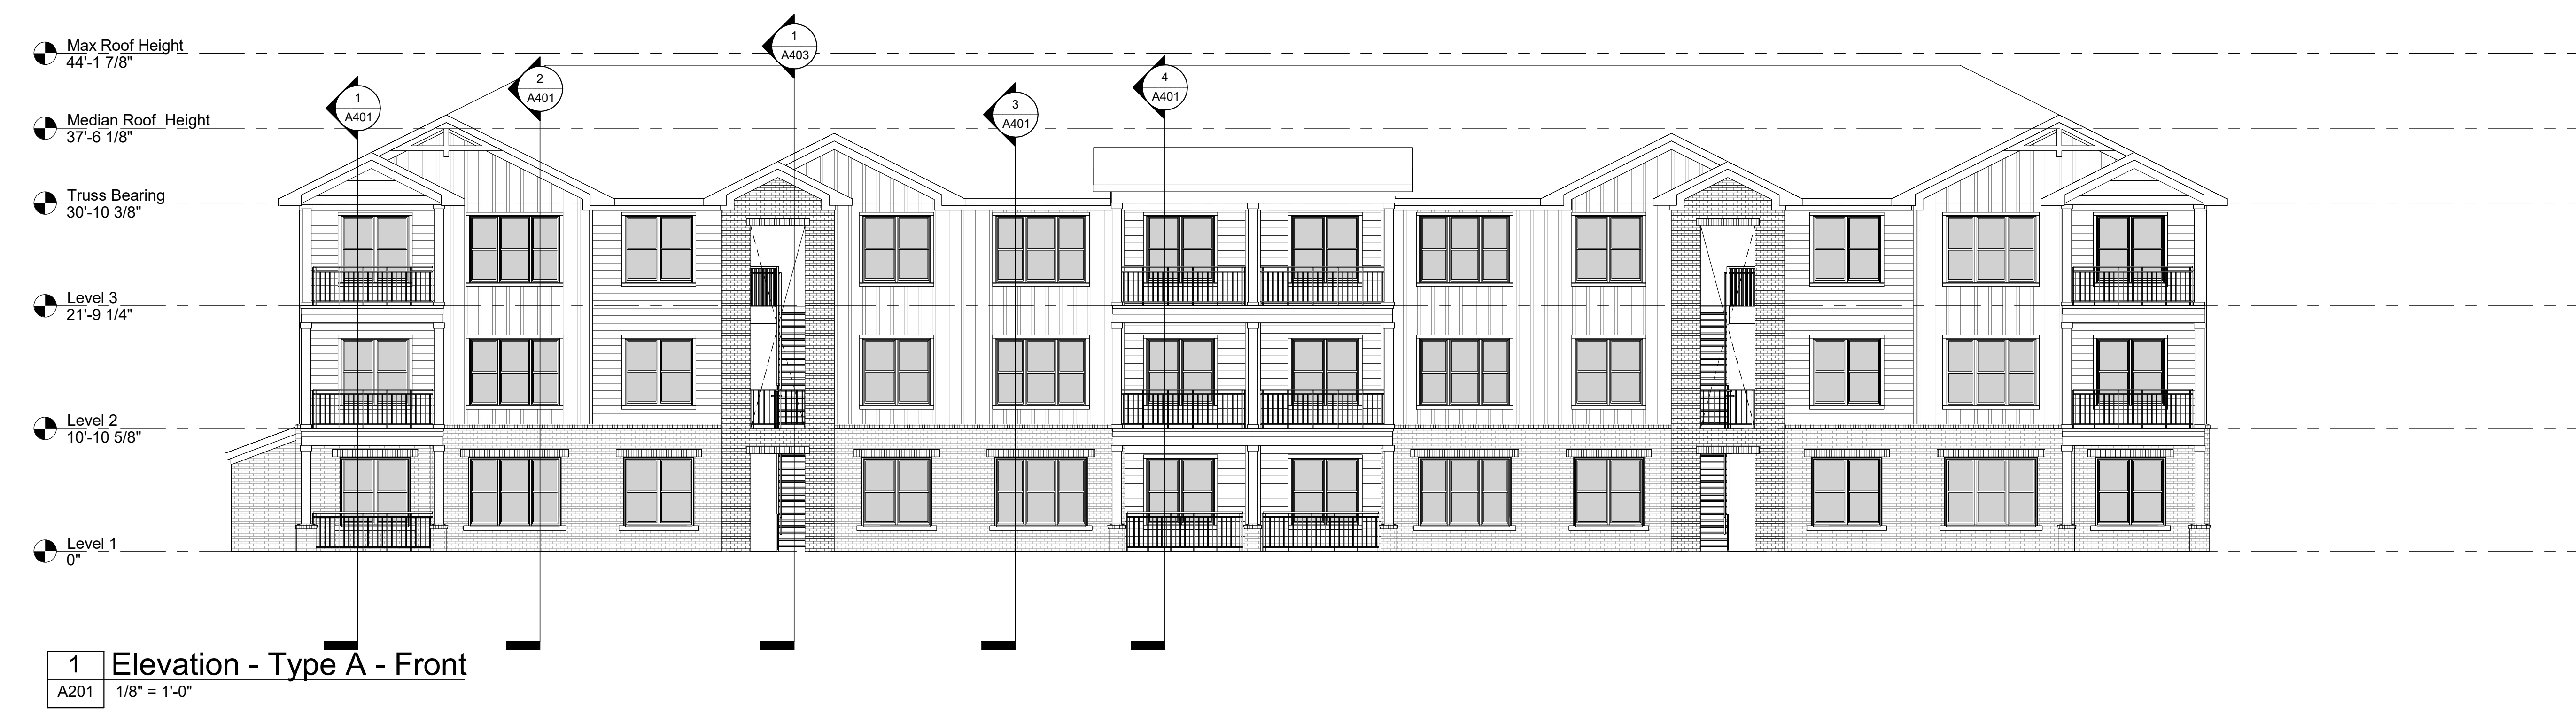 Max Roof Height
44'-1 7/8"
1
A403
2
A401
4
A401
1
A401
3
A401
Median Roof  Height
37'-6 1/8"
Truss Bearing
30'-10 3/8"
Level 3
21'-9 1/4"
Level 2
10'-10 5/8"
Level 1
0"
1
Elevation - Type A - Front
A201
1/8" = 1'-0"